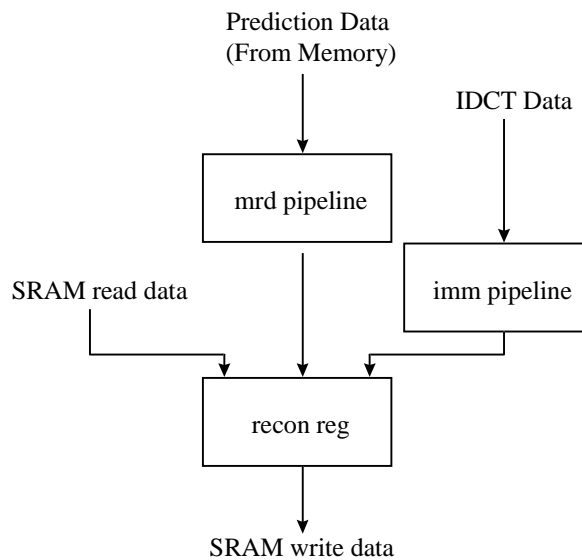 Prediction Data
(From Memory)
IDCT Data
mrd pipeline
SRAM read data
imm pipeline
recon reg
SRAM write data